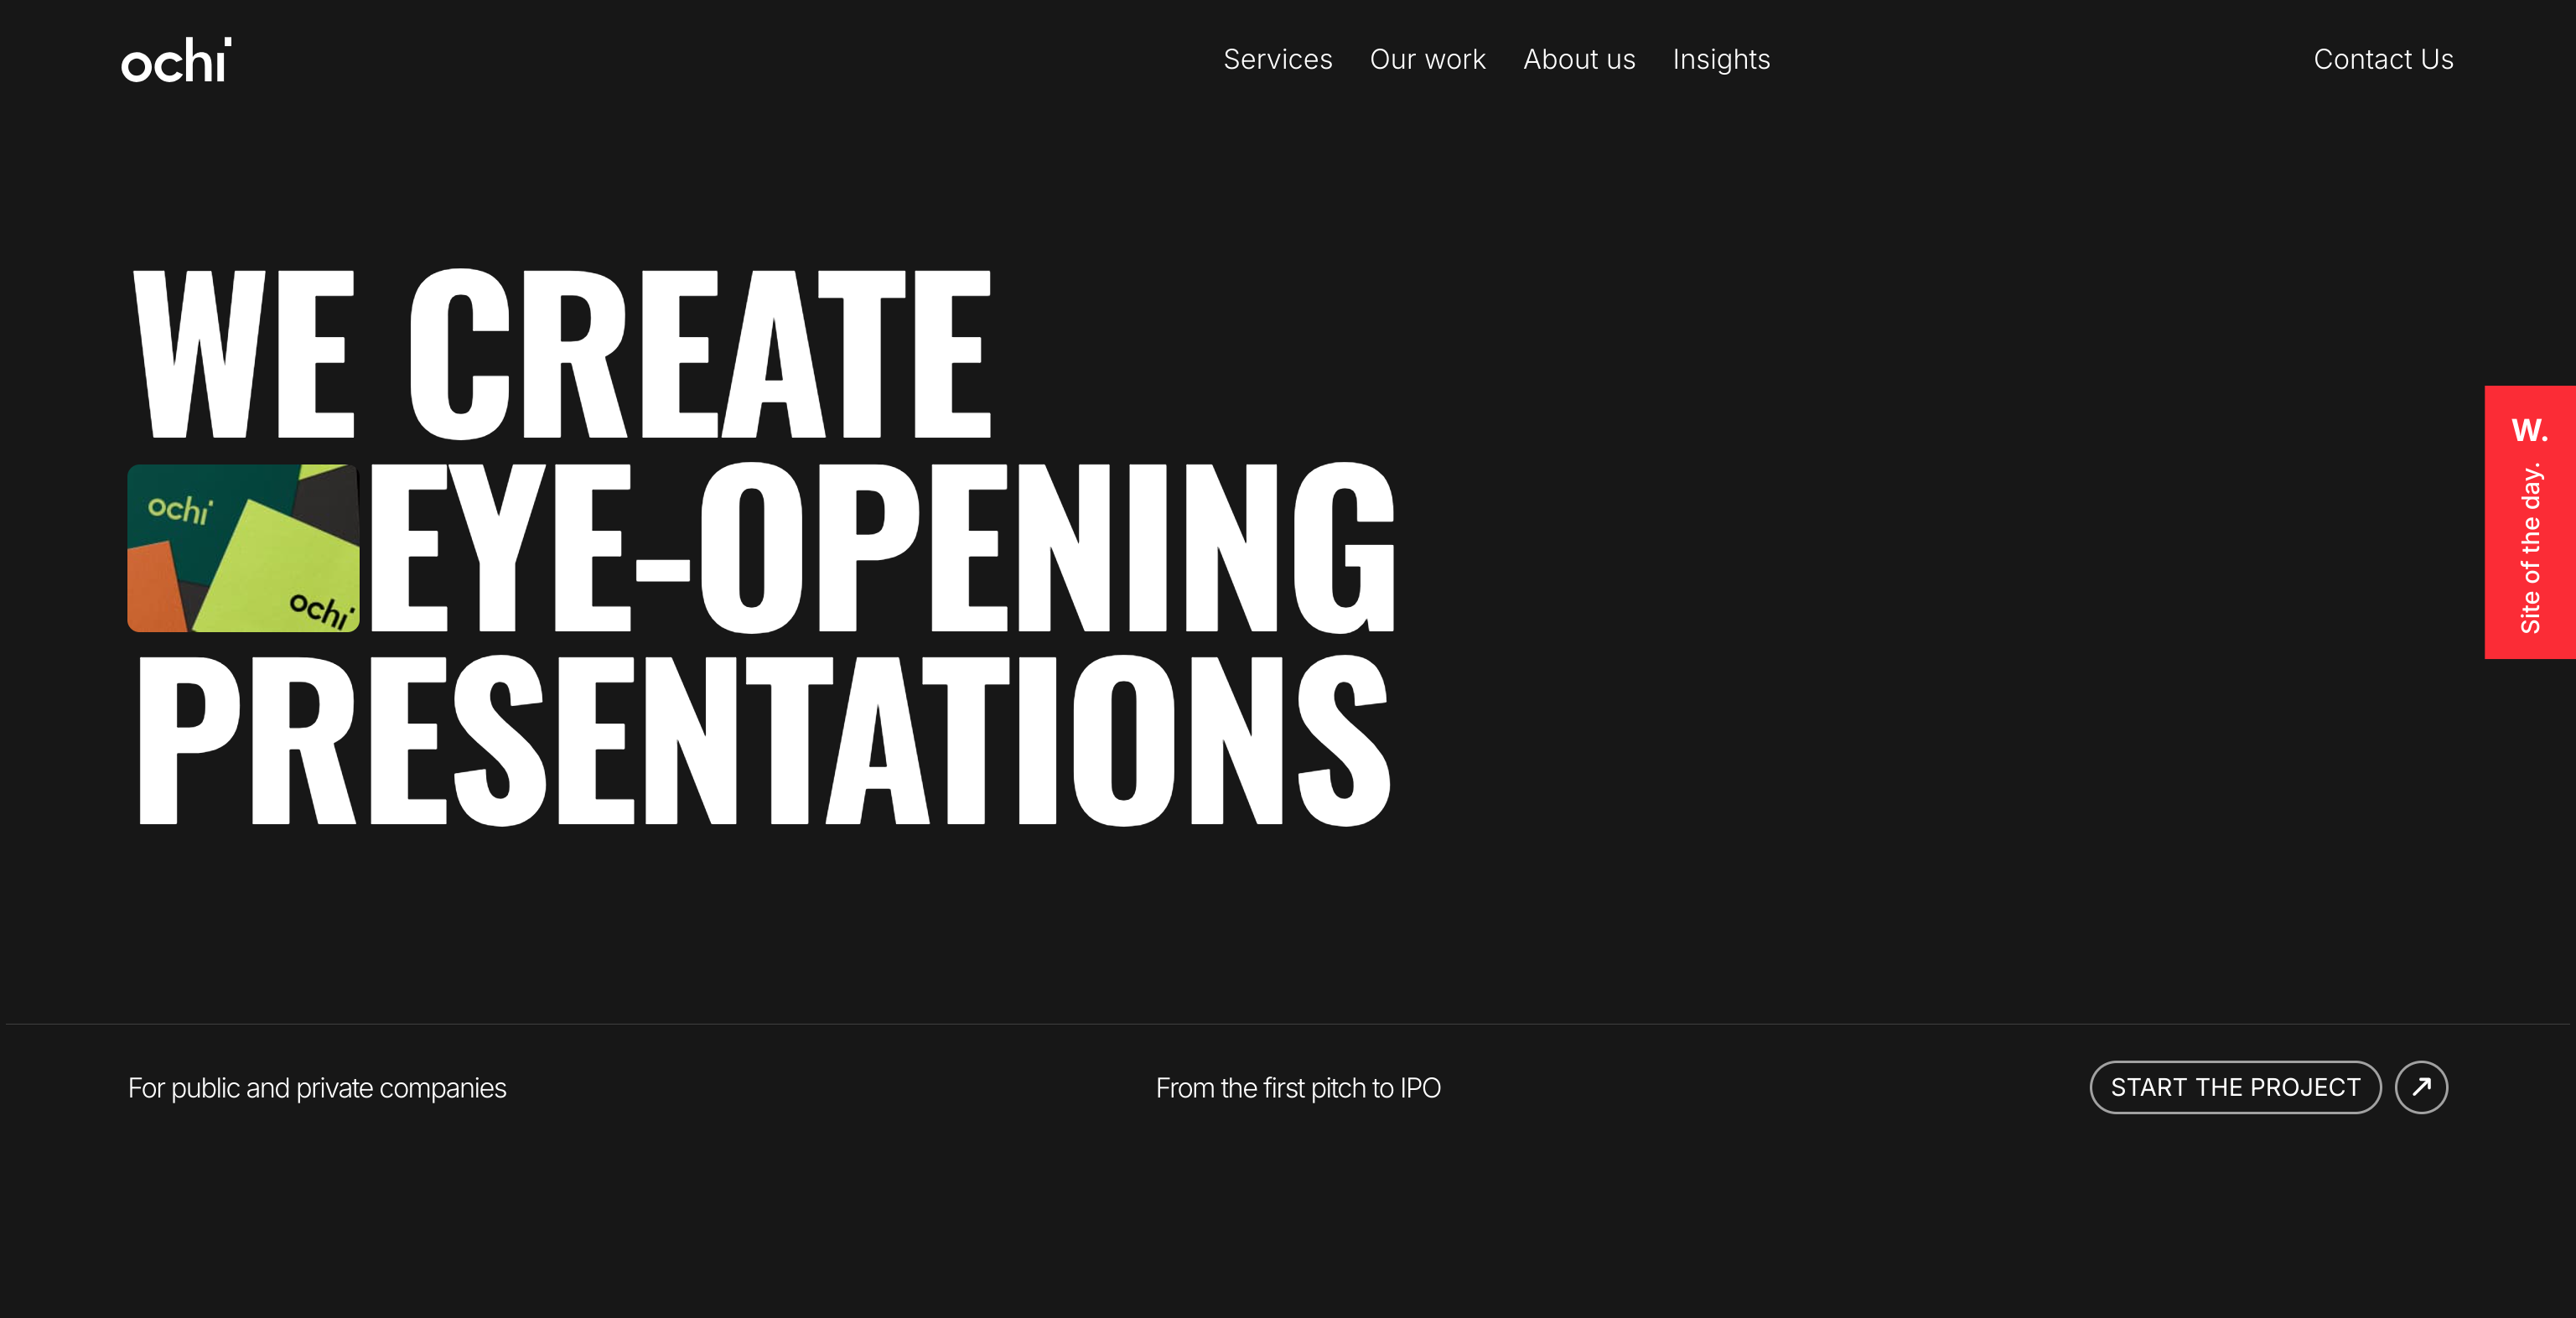 ochi
Services Our work About us Insights
Contact Us
WE CREATE
ochi
ochi
EYE-OPENING
PRESENTATIONS
W.
Site of the day.
For public and private companies
From the first pitch to IPO
START THE PROJECT